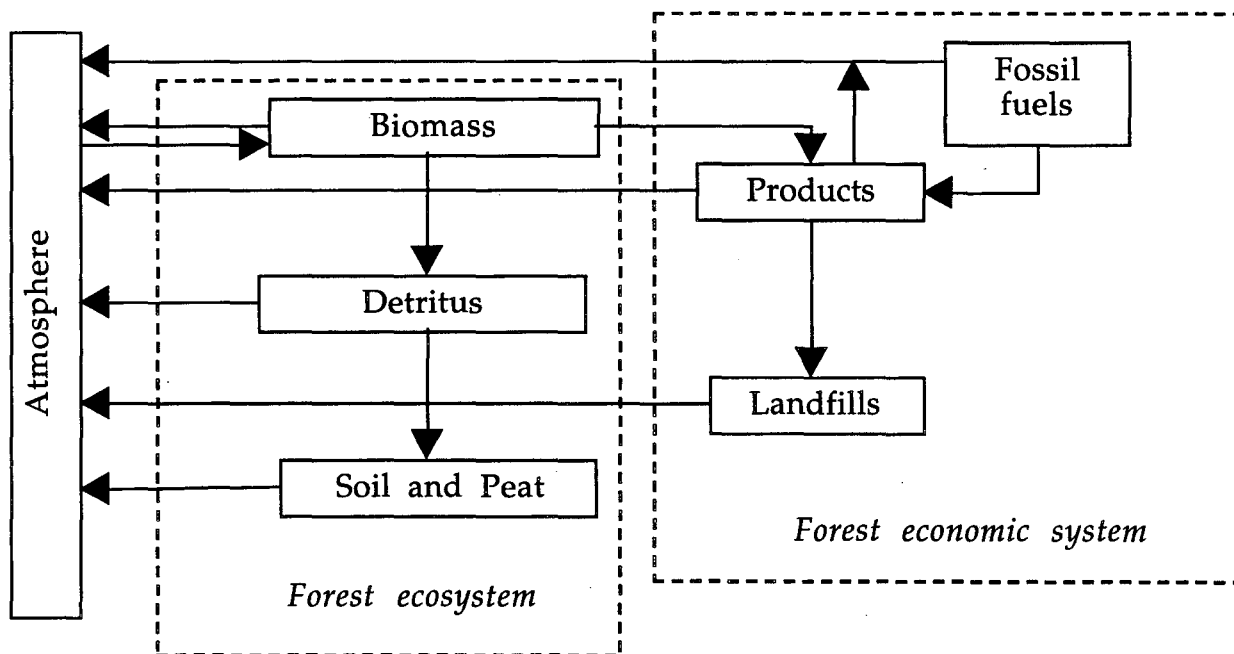 Atmosphere
Fossil
fuels
Biomass
Products
Detritus
Landfills
Soil and Peat
Forest economic system
Forest ecosystem